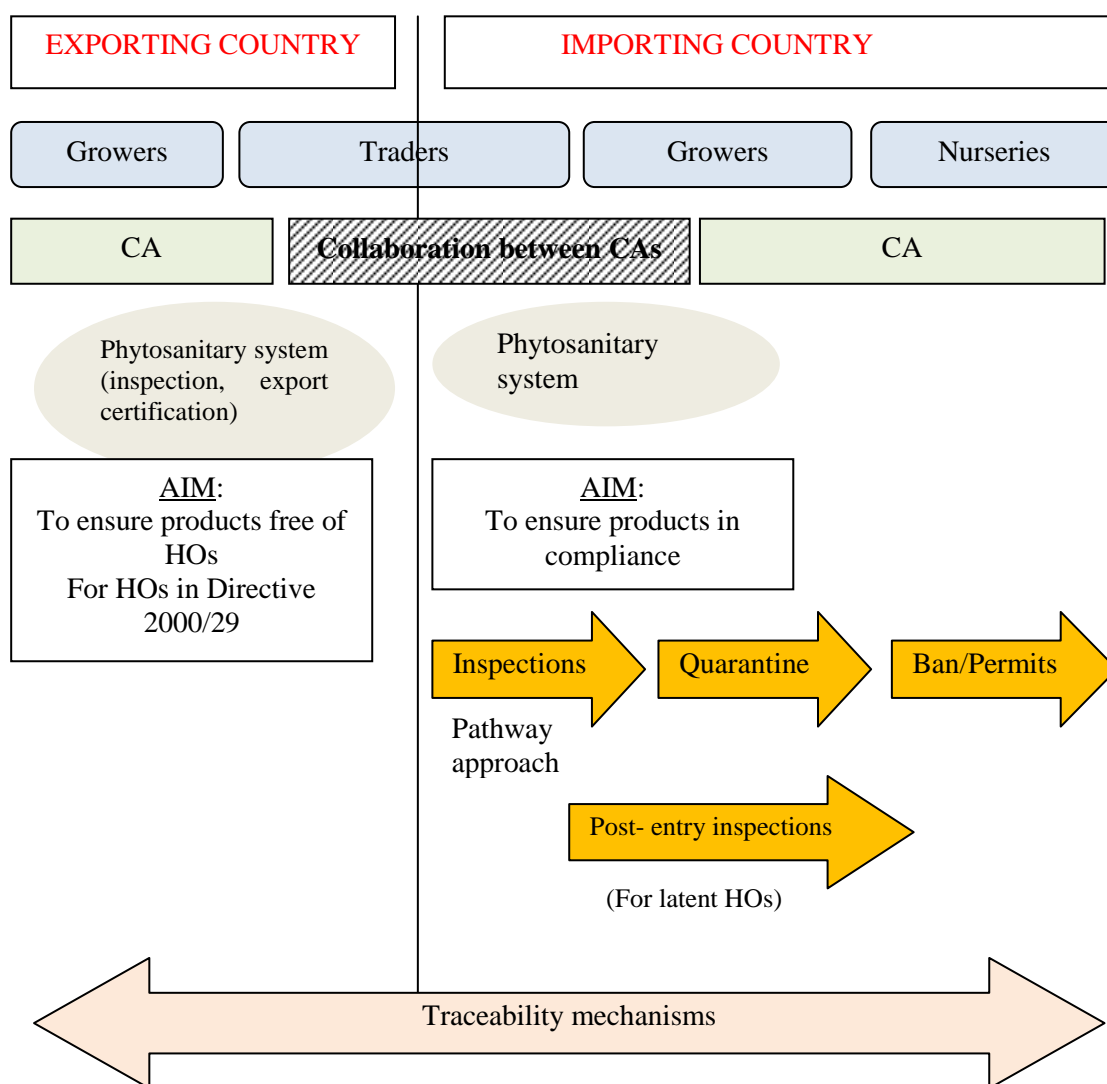 EXPORTING COUNTRY
IMPORTING COUNTRY
Growers
Traders
Growers
Nurseries
CA
Collaboration between CAs
CA
Phytosanitary system
(inspection, export
certification)
Phytosanitary
system
AIM:
To ensure products free of
HOs
For HOs in Directive
2000/29
AIM:
To ensure products in
compliance
Inspections
Quarantine
Ban/Permits
Pathway
approach
Post- entry inspections
(For latent HOs)
Traceability mechanisms